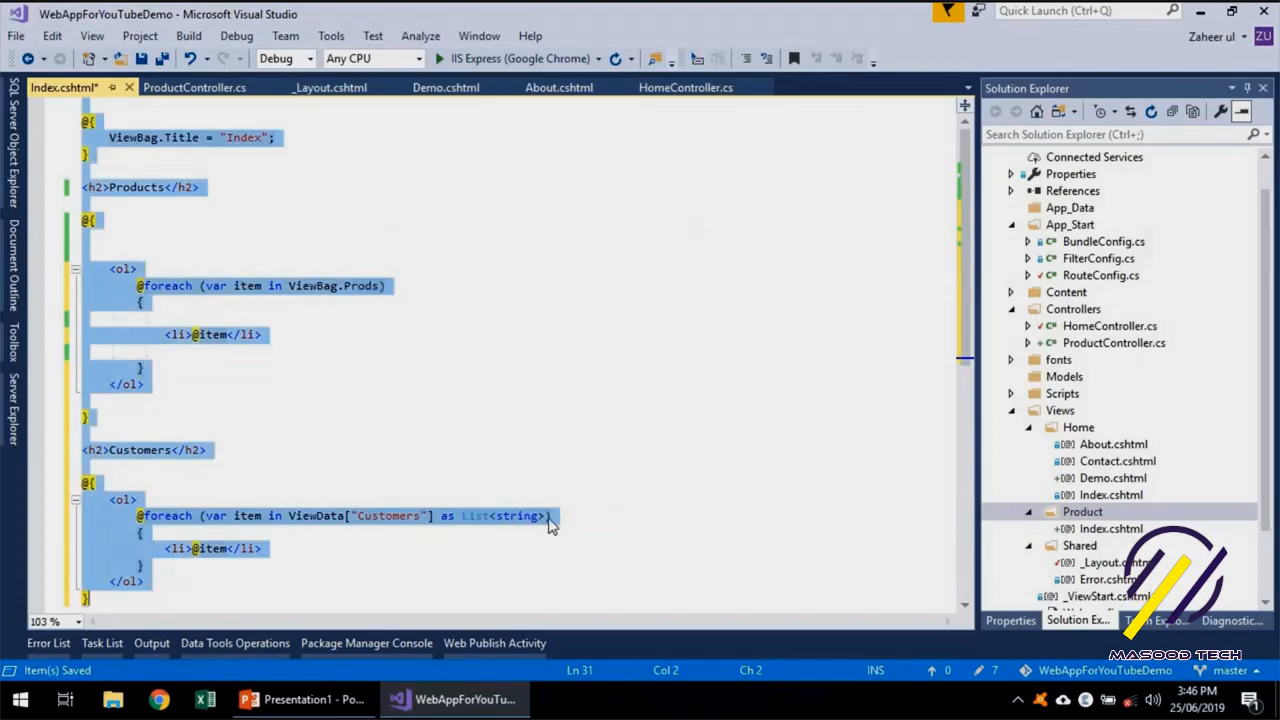 WebAppForYouTubeDemo - Microsoft Visual Studio
Quick Launch (Ctrl+Q)
File Edit View Project Build Debug Team Tools Test Analyze Window Help
Zaheer ul ZU
Debug Any CPU IIS Express (Google Chrome)
Index.cshtml* ProductController.cs _Layout.cshtml Demo.cshtml About.cshtml HomeController.cs
SQL Server Object Explorer
Document Outline
Toolbox
Server Explorer
@{
ViewBag.Title = "Index";
}
<h2>Products</h2>
@{
<ol>
@foreach (var item in ViewBag.Prods)
{
<li>@item</li>
}
</ol>
}
<h2>Customers</h2>
@{
<ol>
@foreach (var item in ViewData["Customers"] as List<string>)
{
<li>@item</li>
}
</ol>
}
103 %
Solution Explorer
Search Solution Explorer (Ctrl+;)
Connected Services
Properties
References
App_Data
App_Start
BundleConfig.cs
FilterConfig.cs
RouteConfig.cs
Content
Controllers
HomeController.cs
ProductController.cs
fonts
Models
Scripts
Views
Home
About.cshtml
Contact.cshtml
Demo.cshtml
Index.cshtml
Product
Index.cshtml
Shared
Error.cshtml
_ViewStart.cshtml
Properties Solution Ex... Diagnostic...
MASOOD TECH
Error List Task List Output Data Tools Operations Package Manager Console Web Publish Activity
Item(s) Saved Ln 31 Col 2 Ch 2 INS 0 7 WebAppForYouTubeDemo master
Presentation1 - Po... WebAppForYouTu...
3:46 PM
25/06/2019